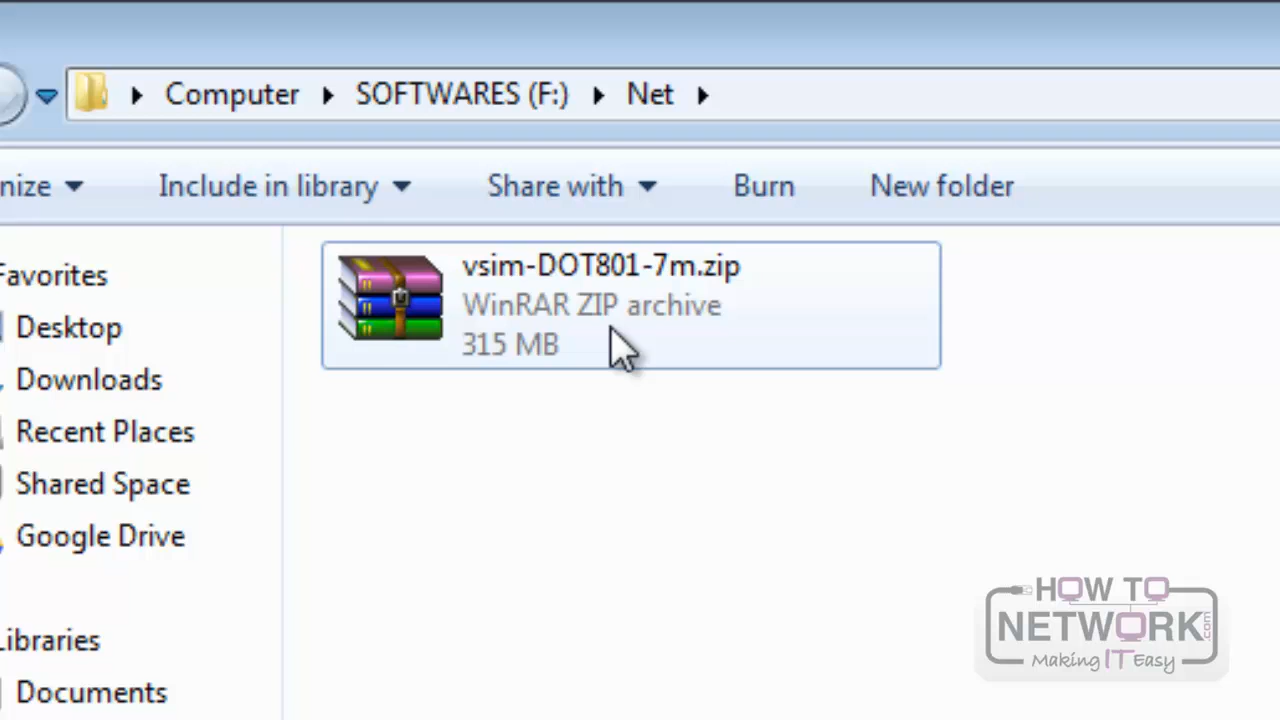 Computer SOFTWARES (F:) Net
nize Include in library Share with Burn New folder
Favorites
Desktop
Downloads
Recent Places
Shared Space
Google Drive
Libraries
Documents
vsim-DOT801-7m.zip
WinRAR ZIP archive
315 MB
HOW TO
NETWORK.com
Making IT Easy